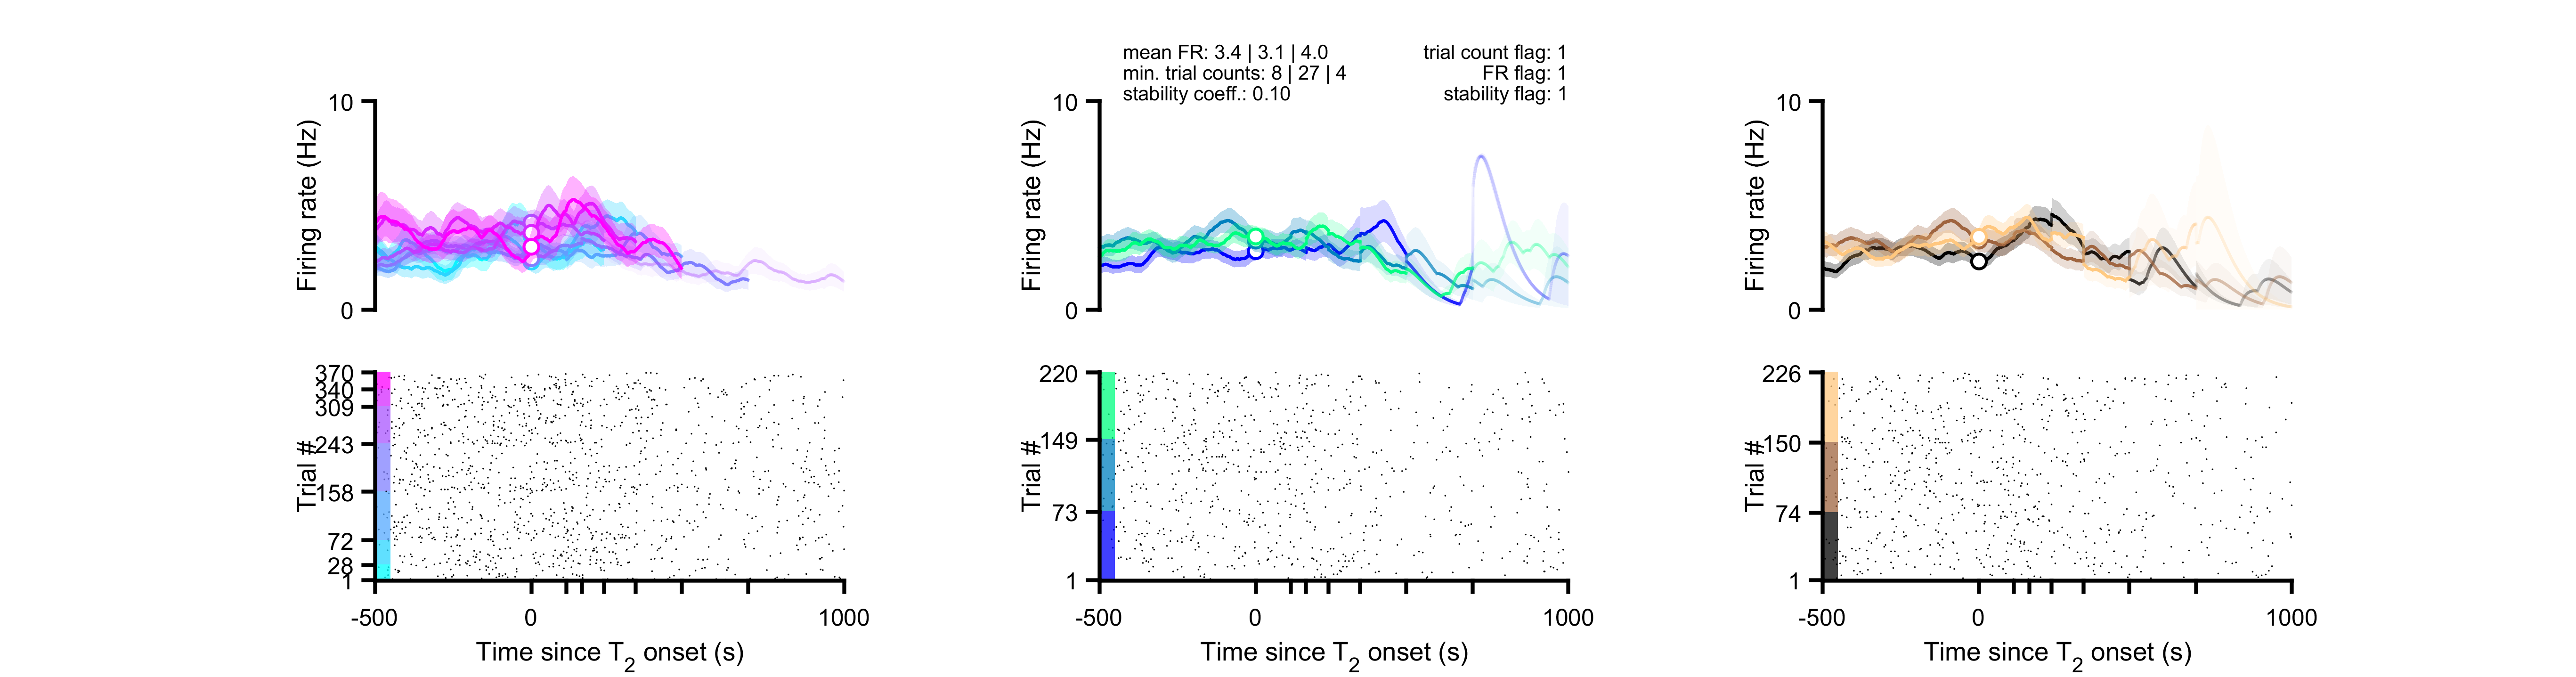 mean FR: 3.4 | 3.1 | 4.0
min. trial counts: 8 | 27 | 4
stability coeff.: 0.10
trial count flag: 1
FR flag: 1
stability flag: 1
Firing rate (Hz)
10
0
Trial #
370
340
309
243
158
72
28
1
-500
0
1000
Time since T2 onset (s)
Firing rate (Hz)
10
0
Trial #
220
149
73
1
-500
0
1000
Time since T2 onset (s)
Firing rate (Hz)
10
0
Trial #
226
150
74
1
-500
0
1000
Time since T2 onset (s)